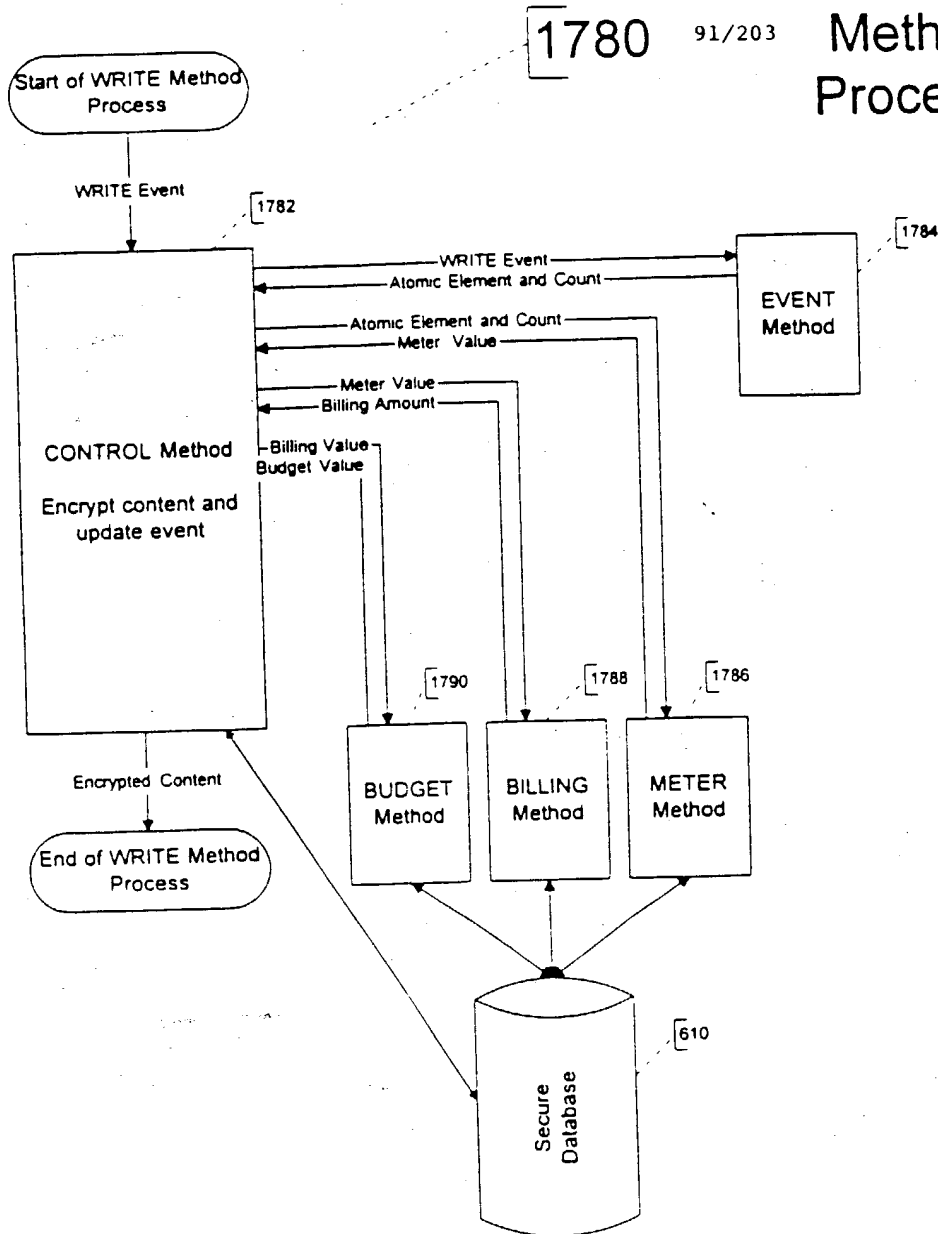 1780 91/203 Meth
Proce
Start of WRITE Method
Process
WRITE Event
1782
1784
WRITE Event
Atomic Element and Count
EVENT
Method
Atomic Element and Count
Meter Value
Meter Value
Billing Amount
CONTROL Method
Billing Value
Budget Value
Encrypt content and
update event
1790
1788
1786
Encrypted Content
BUDGET
Method
BILLING
Method
METER
Method
End of WRITE Method
Process
610
Secure
Database